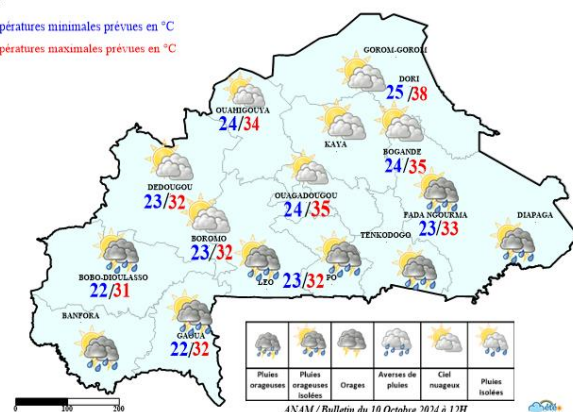 pératures minimales prévues en °C
pératures maximales prévues en °C
GOROM-GOROM
DORI
25/38
OUAHIGOUYA
24/34
KAYA
BOGANDE
24/35
DEDOUGOU
23/32
OUAGADOUGOU
24/35
FADA NGOURMA
23/33
DIAPAGA
BOROMO
23/32
TENKODOGO
BOBO-DIOULASSO
22/31
LEO
23/32
PO
BANFORA
GAOUA
22/32
Pluies orageuses
Pluies orageuses isolées
Orages
Averses de pluies
Ciel nuageux
Pluies isolées
0 100 200
ANAM / Bulletin du 10 Octobre 2024 à 12H
météo